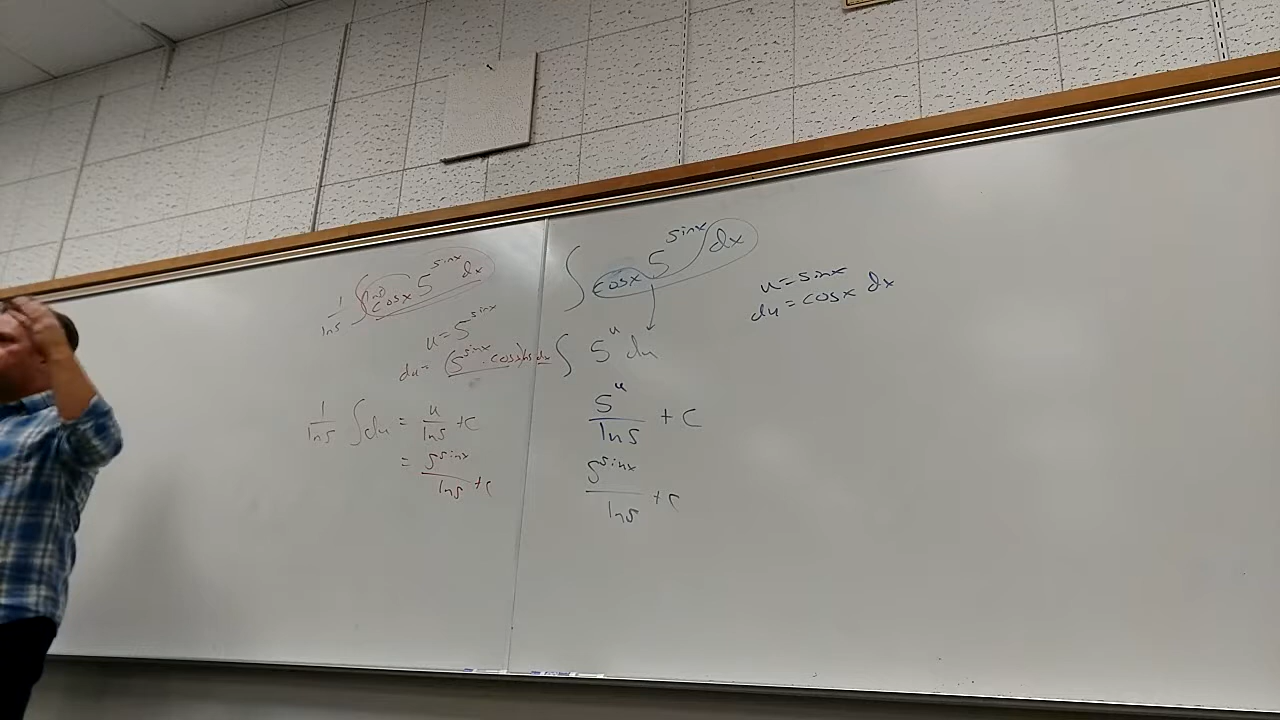 1/ln5 ∫ ln5 cosx 5^sinx dx
u = 5^sinx
du = (5^sinx · cosx) ln5 dx
1/ln5 ∫ du = u/ln5 + C
= 5^sinx/ln5 + C
∫ cosx 5^sinx dx
∫ 5^u du
5^u/ln5 + C
5^sinx/ln5 + C
u = sinx
du = cosx dx